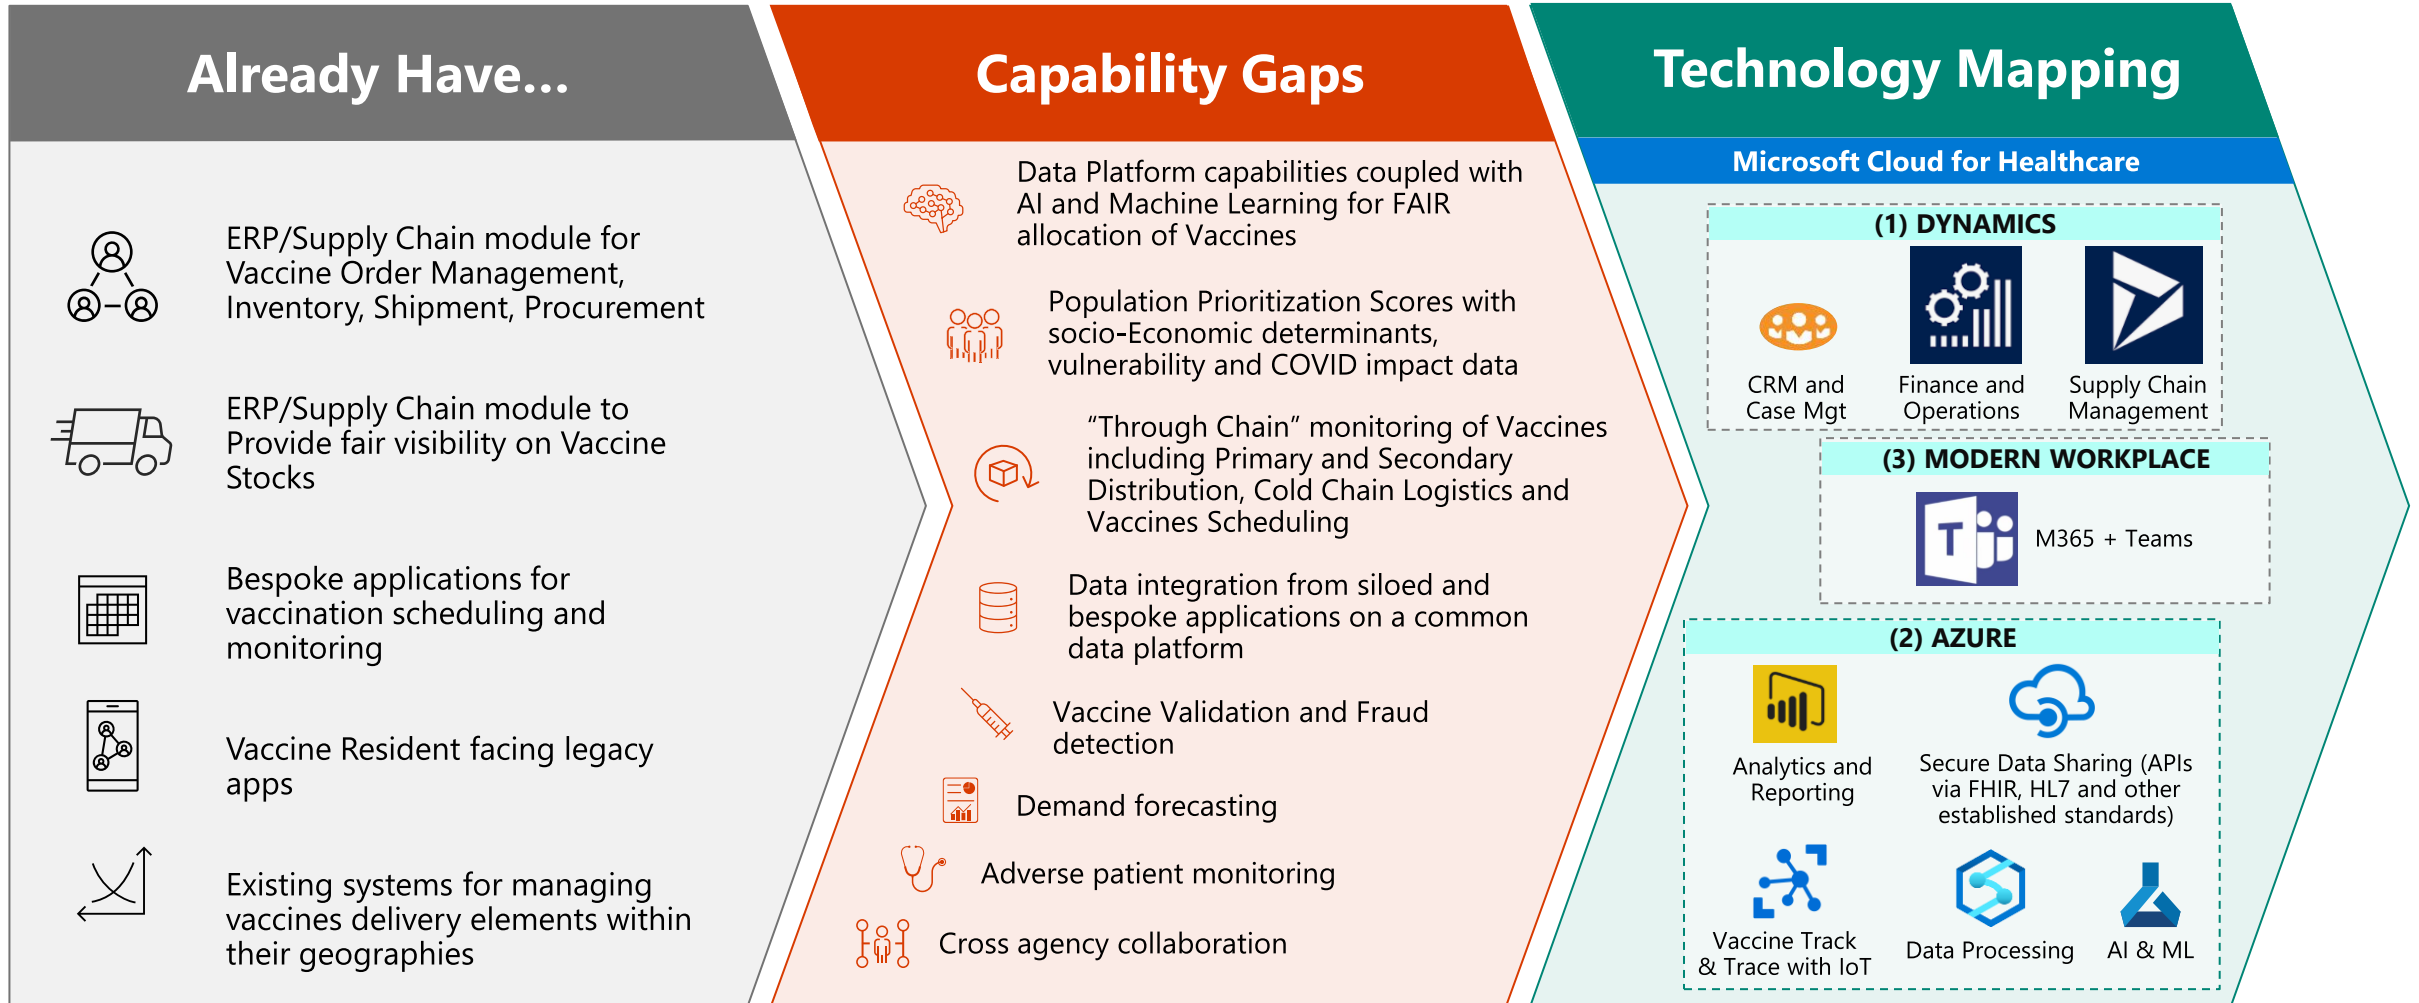 Already Have...
ERP/Supply Chain module for
Vaccine Order Management,
Inventory, Shipment, Procurement
ERP/Supply Chain module to
Provide fair visibility on Vaccine
Stocks
Bespoke applications for
vaccination scheduling and
monitoring
Vaccine Resident facing legacy
apps
Existing systems for managing
vaccines delivery elements within
their geographies
Capability Gaps
Data Platform capabilities coupled with
AI and Machine Learning for FAIR
allocation of Vaccines
Population Prioritization Scores with
socio-Economic determinants,
vulnerability and COVID impact data
“Through Chain” monitoring of Vaccines
including Primary and Secondary
Distribution, Cold Chain Logistics and
Vaccines Scheduling
Data integration from siloed and
bespoke applications on a common
data platform
Vaccine Validation and Fraud
detection
Demand forecasting
Adverse patient monitoring
Cross agency collaboration
Technology Mapping
Microsoft Cloud for Healthcare
(1) DYNAMICS
CRM and
Case Mgt
Finance and
Operations
Supply Chain
Management
(3) MODERN WORKPLACE
T
M365 + Teams
(2) AZURE
Analytics and
Reporting
Secure Data Sharing (APIs
via FHIR, HL7 and other
established standards)
Vaccine Track
& Trace with IoT
Data Processing
AI & ML